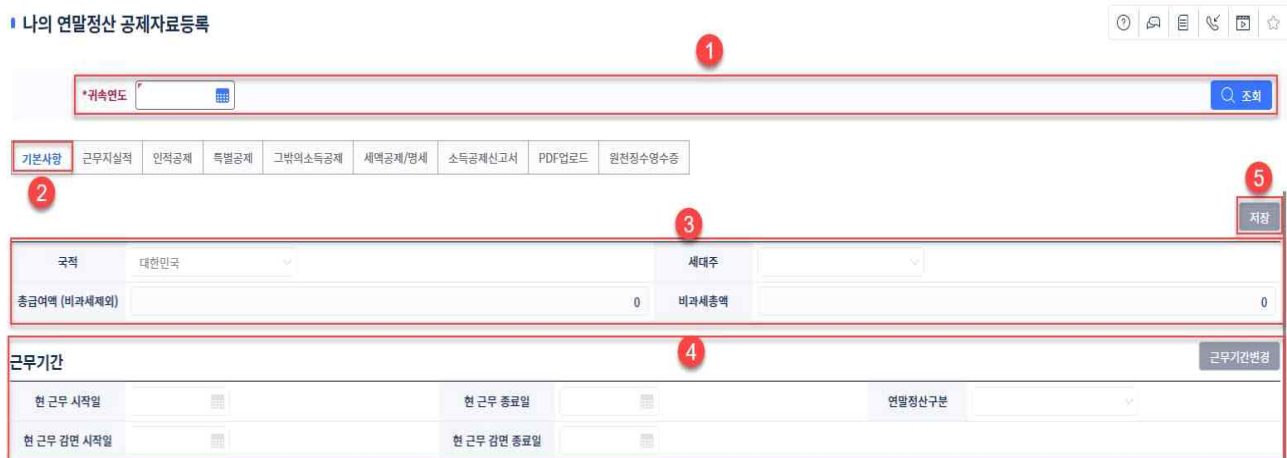 나의 연말정산 공제자료등록
1
*귀속연도 조회
기본사항 근무지실적 인적공제 특별공제 그밖의소득공제 세액공제/명세 소득공제신고서 PDF업로드 원천징수영수증
2 5
저장
3
국적 대한민국 세대주
총급여액 (비과세제외) 0 비과세총액 0
4
근무기간 근무기간변경
현 근무 시작일 현 근무 종료일 연말정산구분
현 근무 감면 시작일 현 근무 감면 종료일